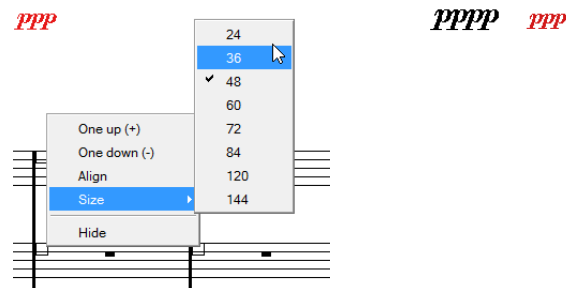 ppp
pppp ppp
24
36
✓ 48
60
72
84
120
144
One up (+)
One down (-)
Align
Size
Hide